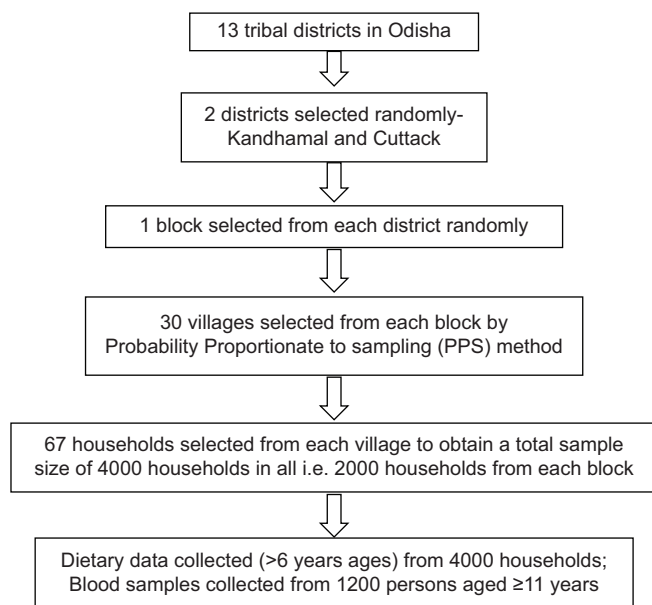 13 tribal districts in Odisha
2 districts selected randomly-
Kandhamal and Cuttack
1 block selected from each district randomly
30 villages selected from each block by
Probability Proportionate to sampling (PPS) method
67 households selected from each village to obtain a total sample
size of 4000 households in all i.e. 2000 households from each block
Dietary data collected (>6 years ages) from 4000 households;
Blood samples collected from 1200 persons aged ≥11 years